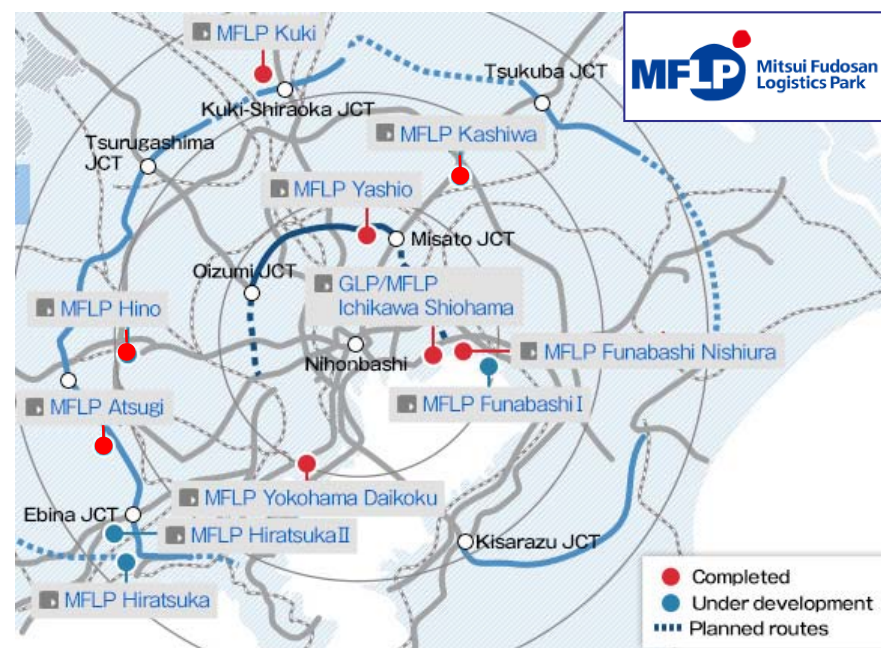 MFLP Kuki
MFLP
Mitsui Fudosan
Logistics Park
Tsukuba JCT
Kuki-Shiraoka JCT
MFLP Kashiwa
Tsurugashima
JCT
MFLP Yashio
Misato JCT
Oizumi JCT
GLP/MFLP
Ichikawa Shiohama
MFLP Hino
Nihonbashi
MFLP Funabashi Nishiura
MFLP Atsugi
MFLP Funabashi I
MFLP Yokohama Daikoku
Ebina JCT
MFLP Hiratsuka II
Kisarazu JCT
MFLP Hiratsuka
Completed
Under development
Planned routes